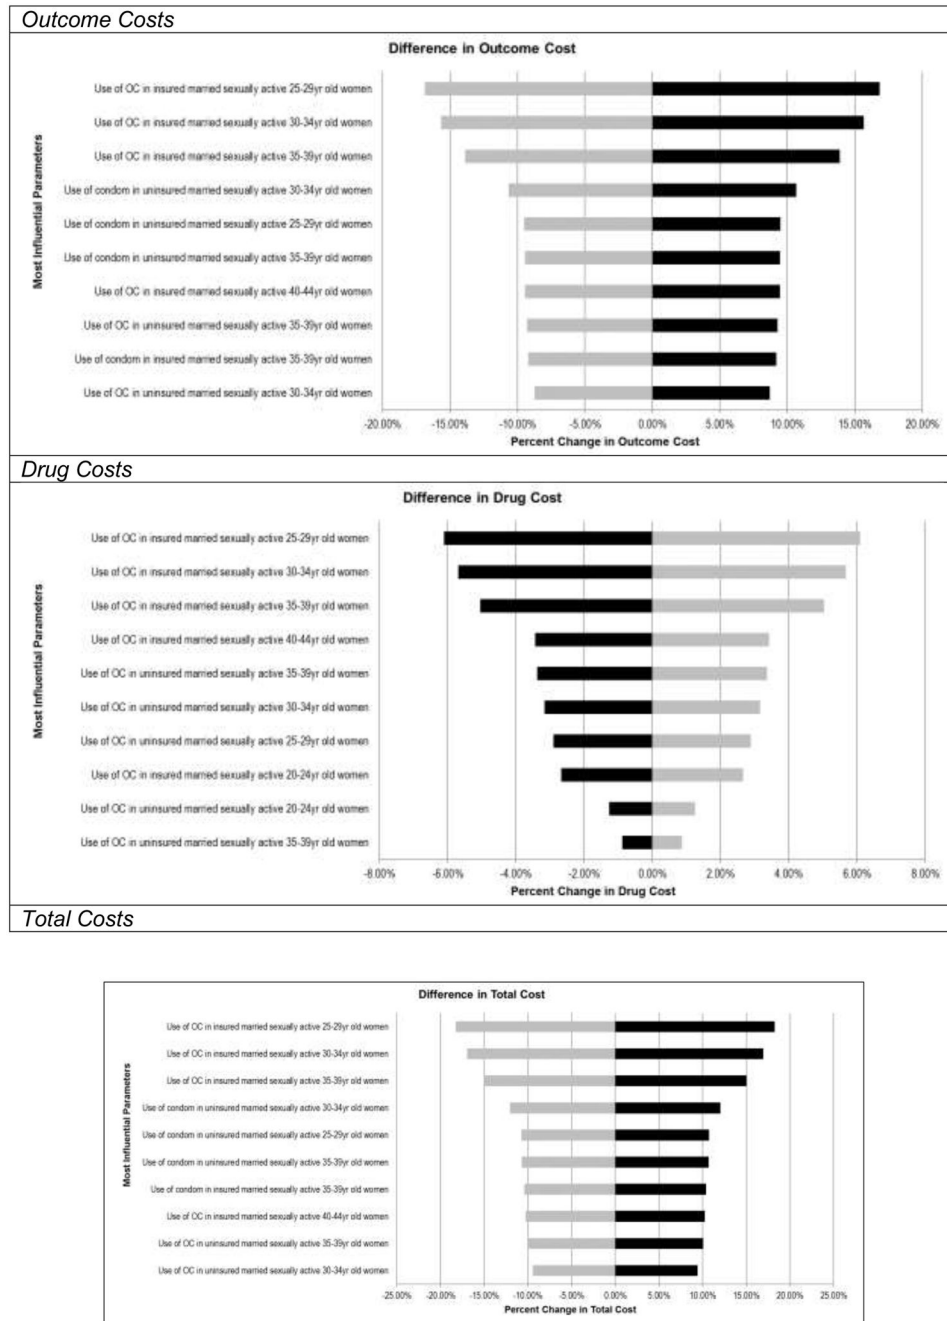 Outcome Costs
Difference in Outcome Cost
Most Influential Parameters
Use of OC in insured married sexually active 25-29yr old women
Use of OC in insured married sexually active 30-34yr old women
Use of OC in insured married sexually active 35-39yr old women
Use of condom in uninsured married sexually active 30-34yr old women
Use of condom in uninsured married sexually active 25-29yr old women
Use of condom in uninsured married sexually active 35-39yr old women
Use of OC in insured married sexually active 40-44yr old women
Use of OC in uninsured married sexually active 35-39yr old women
Use of condom in insured married sexually active 35-39yr old women
Use of OC in uninsured married sexually active 30-34yr old women
-20.00% -15.00% -10.00% -5.00% 0.00% 5.00% 10.00% 15.00% 20.00%
Percent Change in Outcome Cost
Drug Costs
Difference in Drug Cost
Most Influential Parameters
Use of OC in insured married sexually active 25-29yr old women
Use of OC in insured married sexually active 30-34yr old women
Use of OC in insured married sexually active 35-39yr old women
Use of OC in insured married sexually active 40-44yr old women
Use of OC in uninsured married sexually active 35-39yr old women
Use of OC in uninsured married sexually active 30-34yr old women
Use of OC in uninsured married sexually active 25-29yr old women
Use of OC in insured married sexually active 20-24yr old women
Use of OC in uninsured married sexually active 20-24yr old women
Use of OC in uninsured married sexually active 35-39yr old women
-8.00% -6.00% -4.00% -2.00% 0.00% 2.00% 4.00% 6.00% 8.00%
Percent Change in Drug Cost
Total Costs
Difference in Total Cost
Most Influential Parameters
Use of OC in insured married sexually active 25-29yr old women
Use of OC in insured married sexually active 30-34yr old women
Use of OC in insured married sexually active 35-39yr old women
Use of condom in uninsured married sexually active 30-34yr old women
Use of condom in uninsured married sexually active 25-29yr old women
Use of condom in uninsured married sexually active 35-39yr old women
Use of condom in insured married sexually active 35-39yr old women
Use of OC in insured married sexually active 40-44yr old women
Use of OC in uninsured married sexually active 35-39yr old women
Use of OC in uninsured married sexually active 30-34yr old women
-25.00% -20.00% -15.00% -10.00% -5.00% 0.00% 5.00% 10.00% 15.00% 20.00% 25.00%
Percent Change in Total Cost